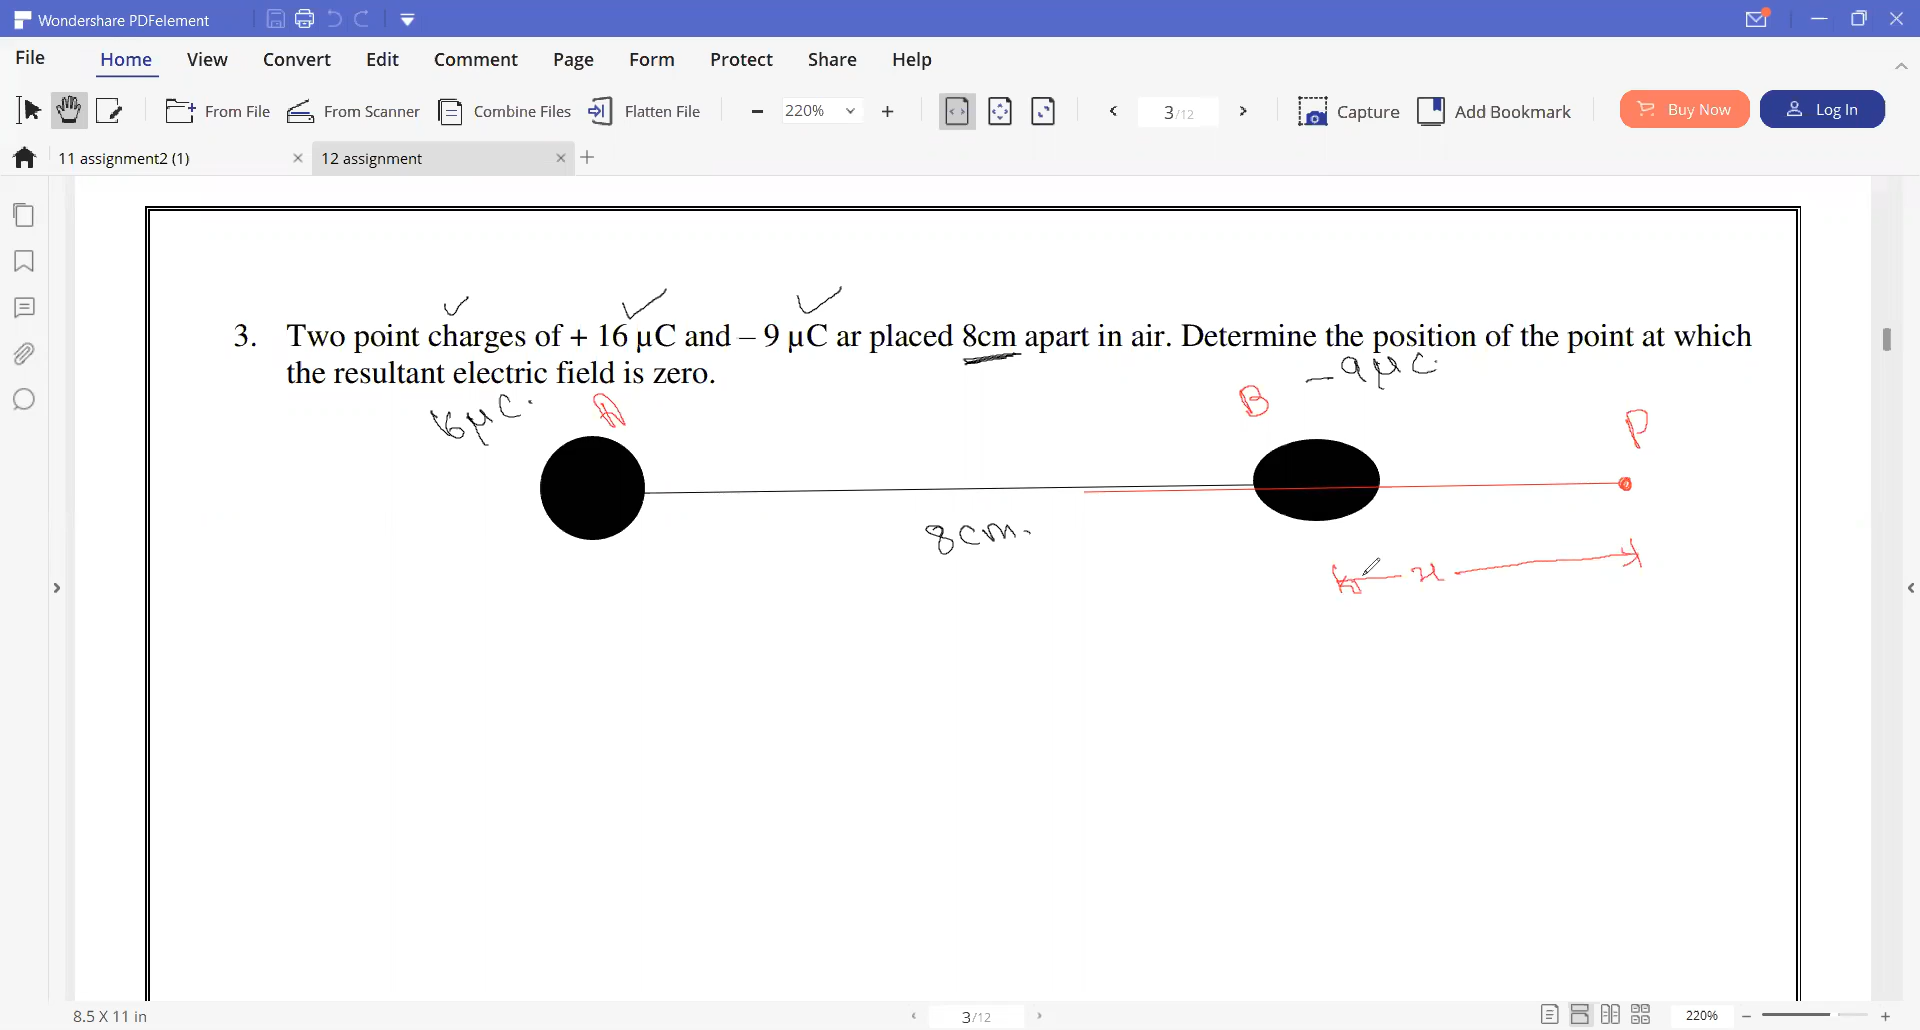 Wondershare PDFelement
File Home View Convert Edit Comment Page Form Protect Share Help
From File From Scanner Combine Files Flatten File − 220% + < 3/12 > Capture Add Bookmark Buy Now Log In
11 assignment2 (1) × 12 assignment × +
3. Two point charges of + 16 µC and – 9 µC ar placed 8cm apart in air. Determine the position of the point at which
the resultant electric field is zero.
16µC. A B −9µC. P
8cm.
x
8.5 X 11 in < 3/12 > 220% − +